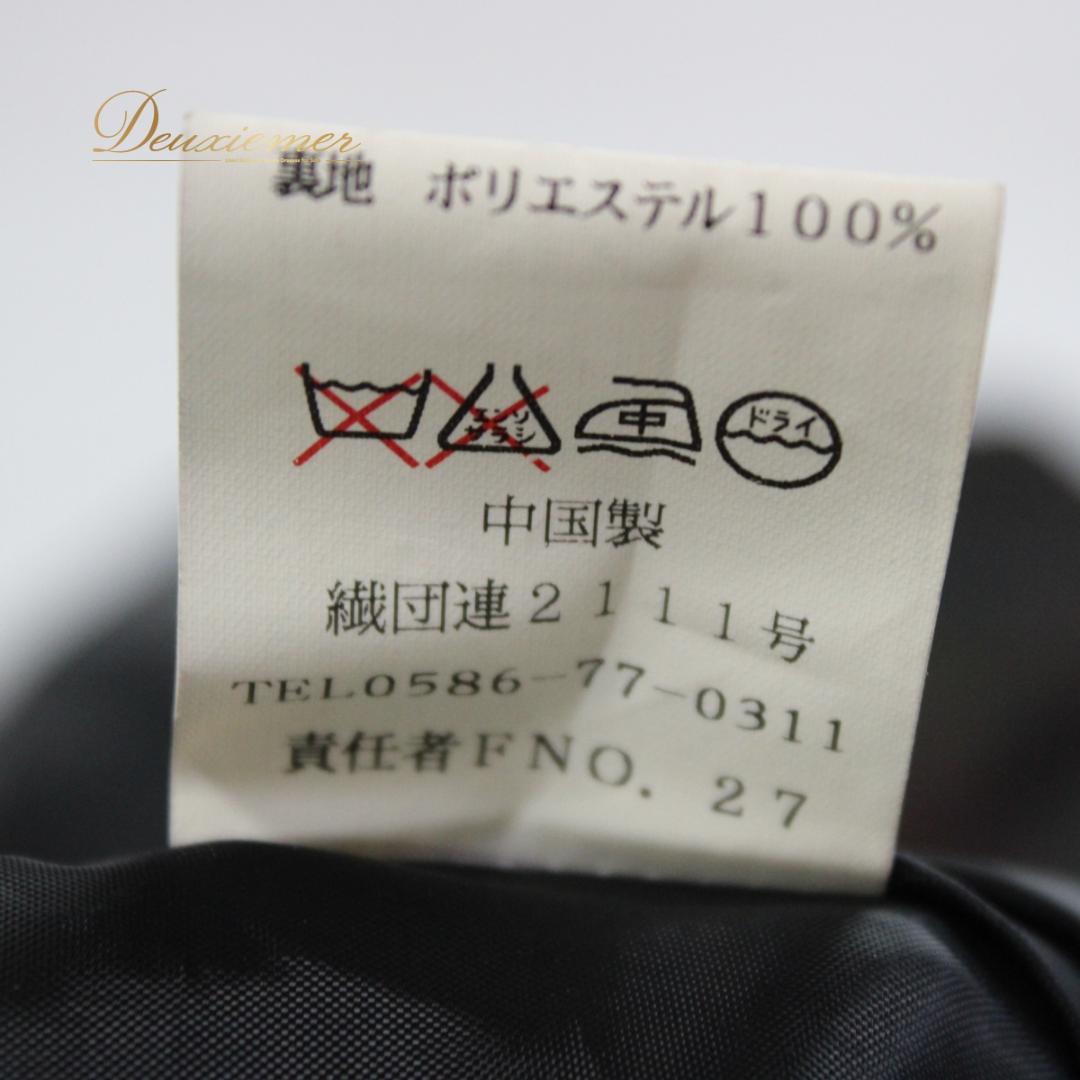 Deuxiemer
裏地 ポリエステル100%
エンソ
サラシ
中
ドライ
中国製
繊団連2111号
TEL0586-77-0311
責任者FNO.27